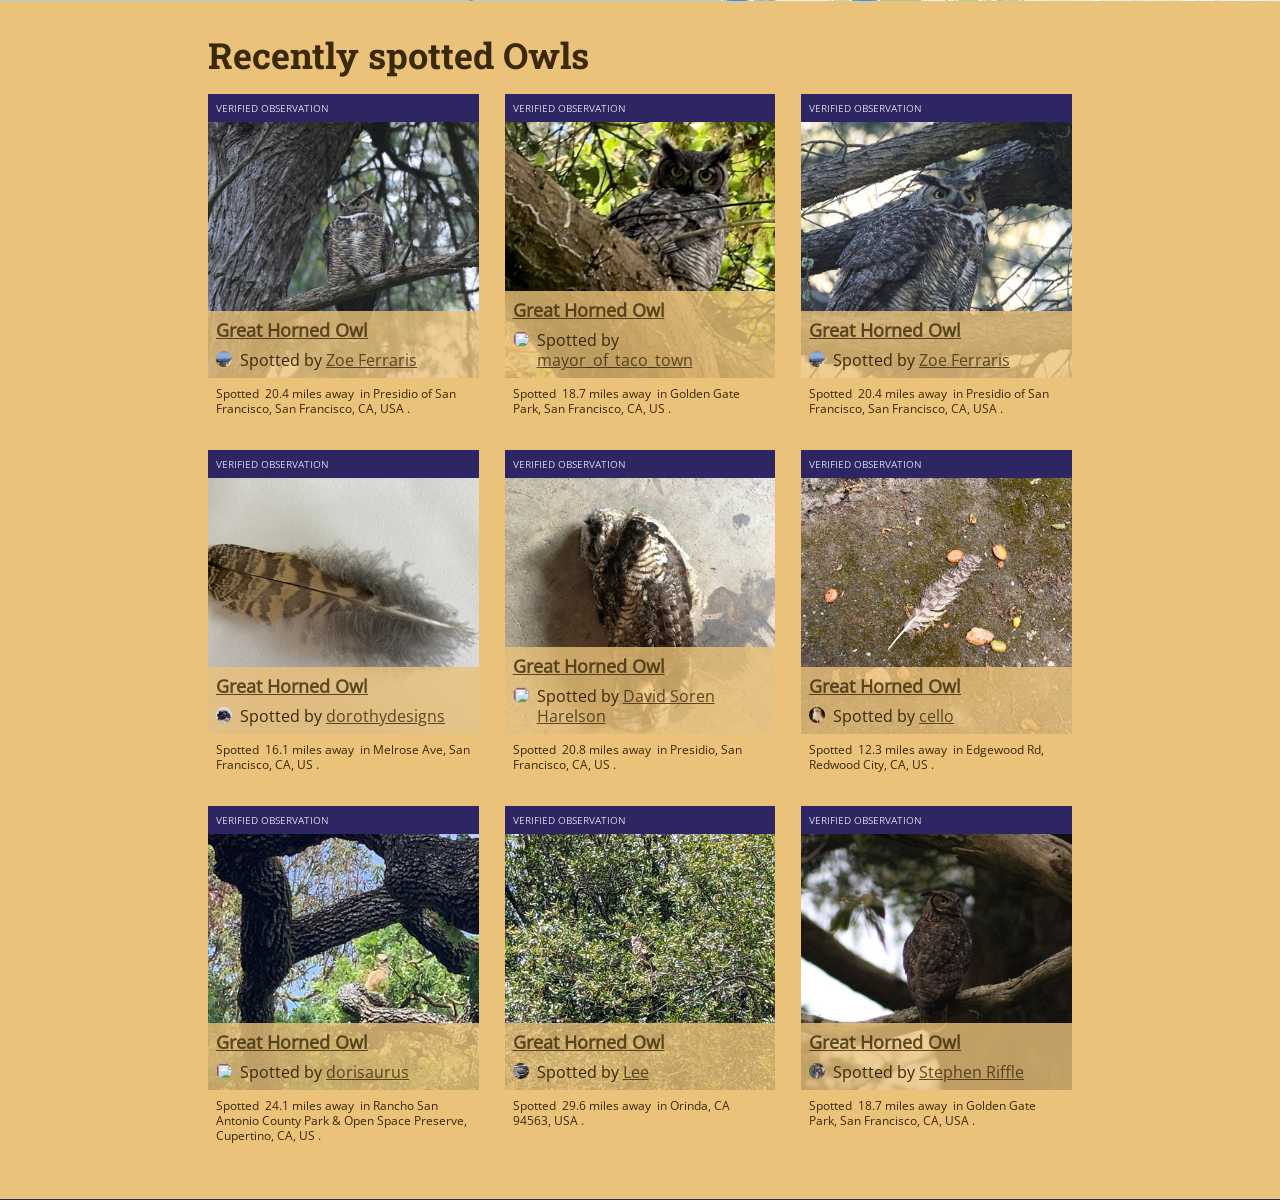 Recently spotted Owls
VERIFIED OBSERVATION
Great Horned Owl
Spotted by Zoe Ferraris
Spotted 20.4 miles away in Presidio of San
Francisco, San Francisco, CA, USA .
VERIFIED OBSERVATION
Great Horned Owl
Spotted by
mayor_of_taco_town
Spotted 18.7 miles away in Golden Gate
Park, San Francisco, CA, US .
VERIFIED OBSERVATION
Great Horned Owl
Spotted by Zoe Ferraris
Spotted 20.4 miles away in Presidio of San
Francisco, San Francisco, CA, USA .
VERIFIED OBSERVATION
Great Horned Owl
Spotted by dorothydesigns
Spotted 16.1 miles away in Melrose Ave, San
Francisco, CA, US .
VERIFIED OBSERVATION
Great Horned Owl
Spotted by David Soren
Harelson
Spotted 20.8 miles away in Presidio, San
Francisco, CA, US .
VERIFIED OBSERVATION
Great Horned Owl
Spotted by cello
Spotted 12.3 miles away in Edgewood Rd,
Redwood City, CA, US .
VERIFIED OBSERVATION
Great Horned Owl
Spotted by dorisaurus
Spotted 24.1 miles away in Rancho San
Antonio County Park & Open Space Preserve,
Cupertino, CA, US .
VERIFIED OBSERVATION
Great Horned Owl
Spotted by Lee
Spotted 29.6 miles away in Orinda, CA
94563, USA .
VERIFIED OBSERVATION
Great Horned Owl
Spotted by Stephen Riffle
Spotted 18.7 miles away in Golden Gate
Park, San Francisco, CA, USA .